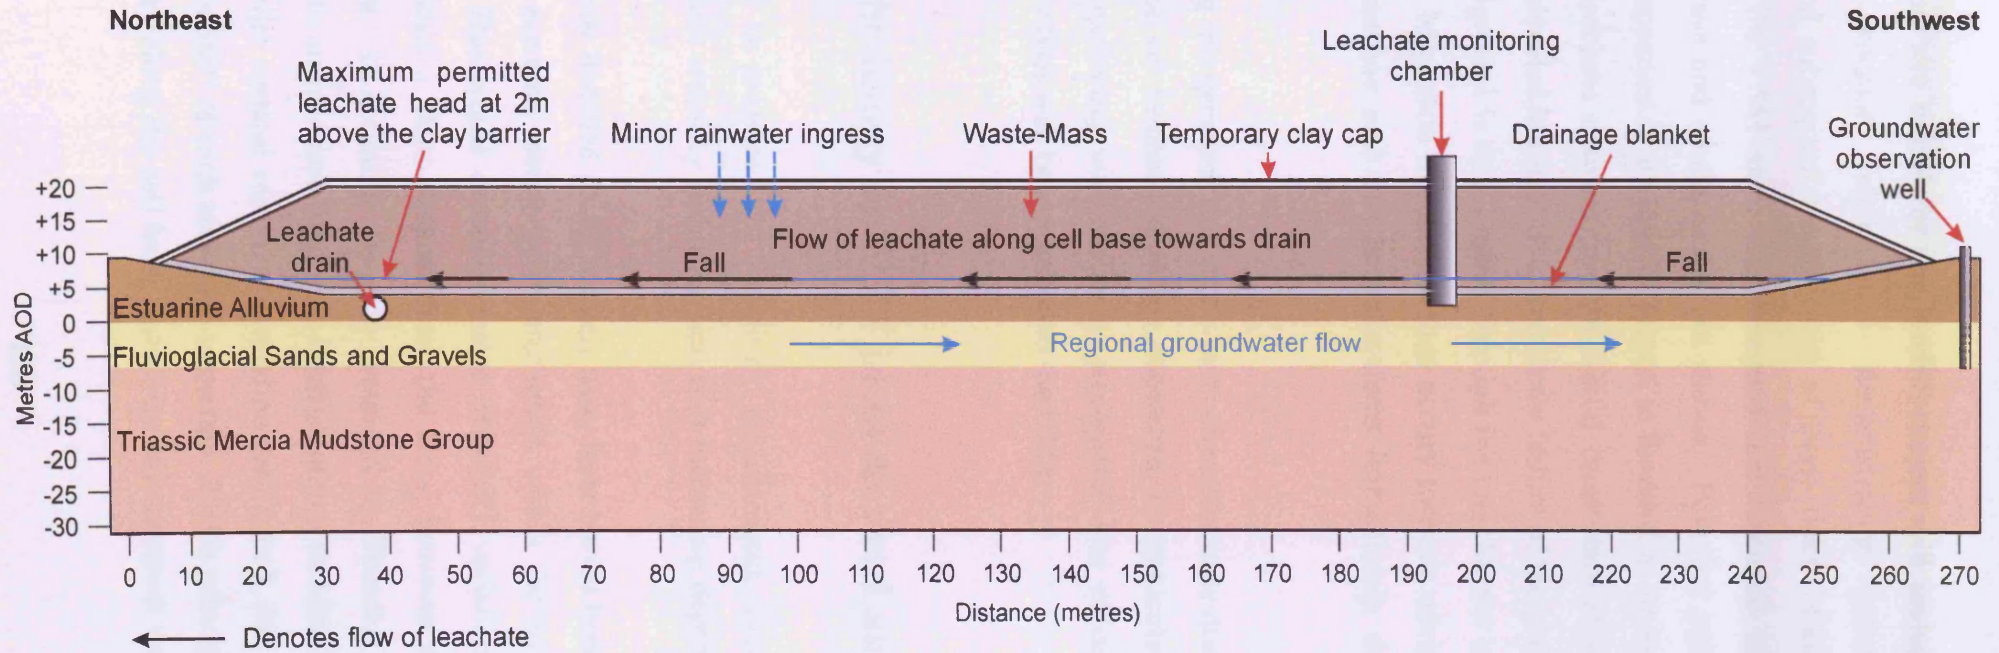 Northeast
Southwest
Leachate monitoring
chamber
Maximum permitted
leachate head at 2m
above the clay barrier
Minor rainwater ingress
Waste-Mass
Temporary clay cap
Drainage blanket
Groundwater
observation
well
Leachate
drain
Flow of leachate along cell base towards drain
Fall
Fall
Estuarine Alluvium
Fluvioglacial Sands and Gravels
Regional groundwater flow
Triassic Mercia Mudstone Group
Metres AOD
+20
+15
+10
+5
0
-5
-10
-15
-20
-25
-30
0 10 20 30 40 50 60 70 80 90 100 110 120 130 140 150 160 170 180 190 200 210 220 230 240 250 260 270
Distance (metres)
Denotes flow of leachate